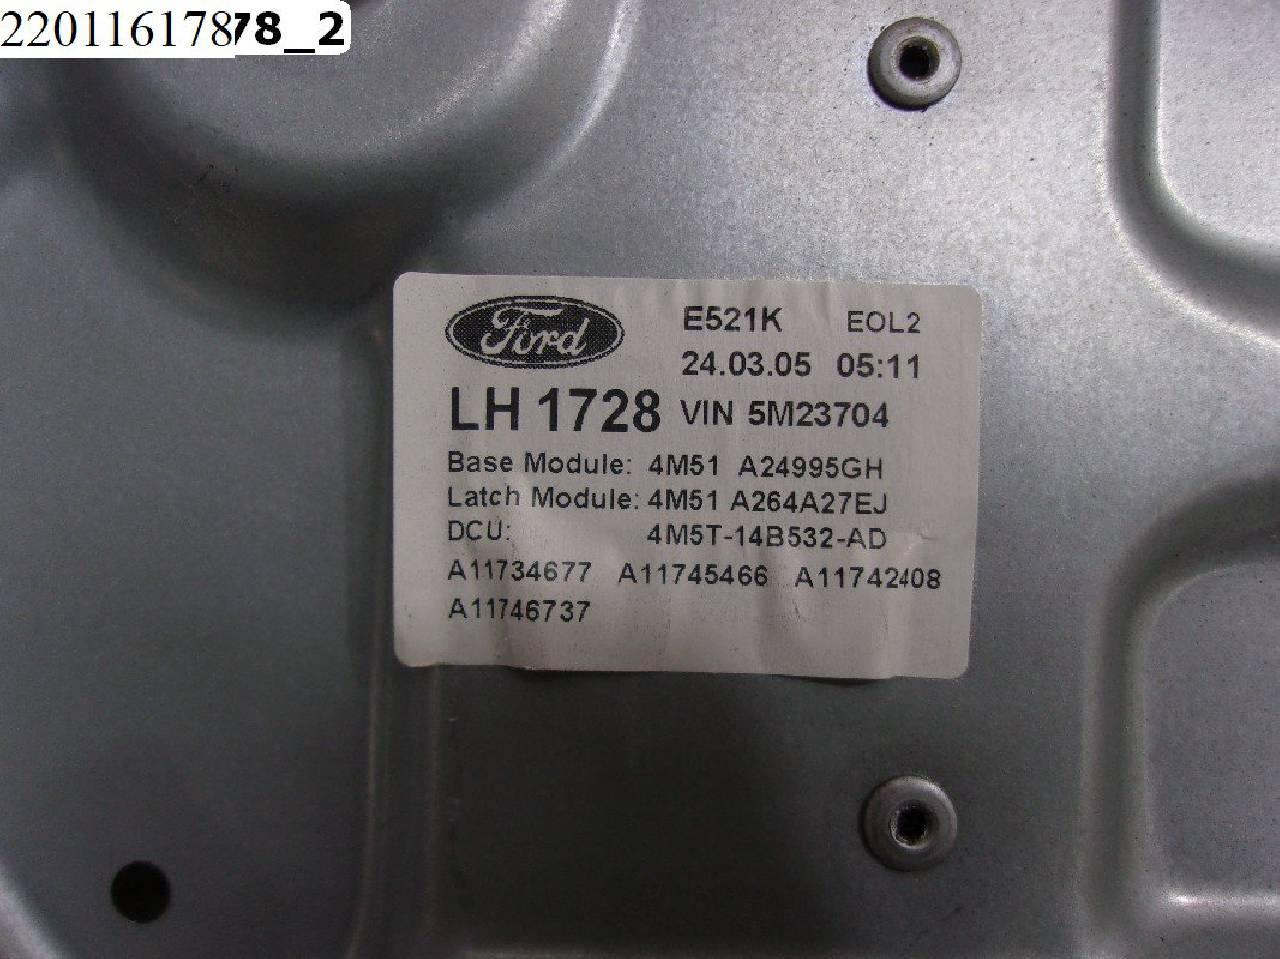 22011617878_2
Ford E521K EOL2
24.03.05 05:11
LH 1728 VIN 5M23704
Base Module: 4M51 A24995GH
Latch Module: 4M51 A264A27EJ
DCU: 4M5T-14B532-AD
A11734677 A11745466 A11742408
A11746737